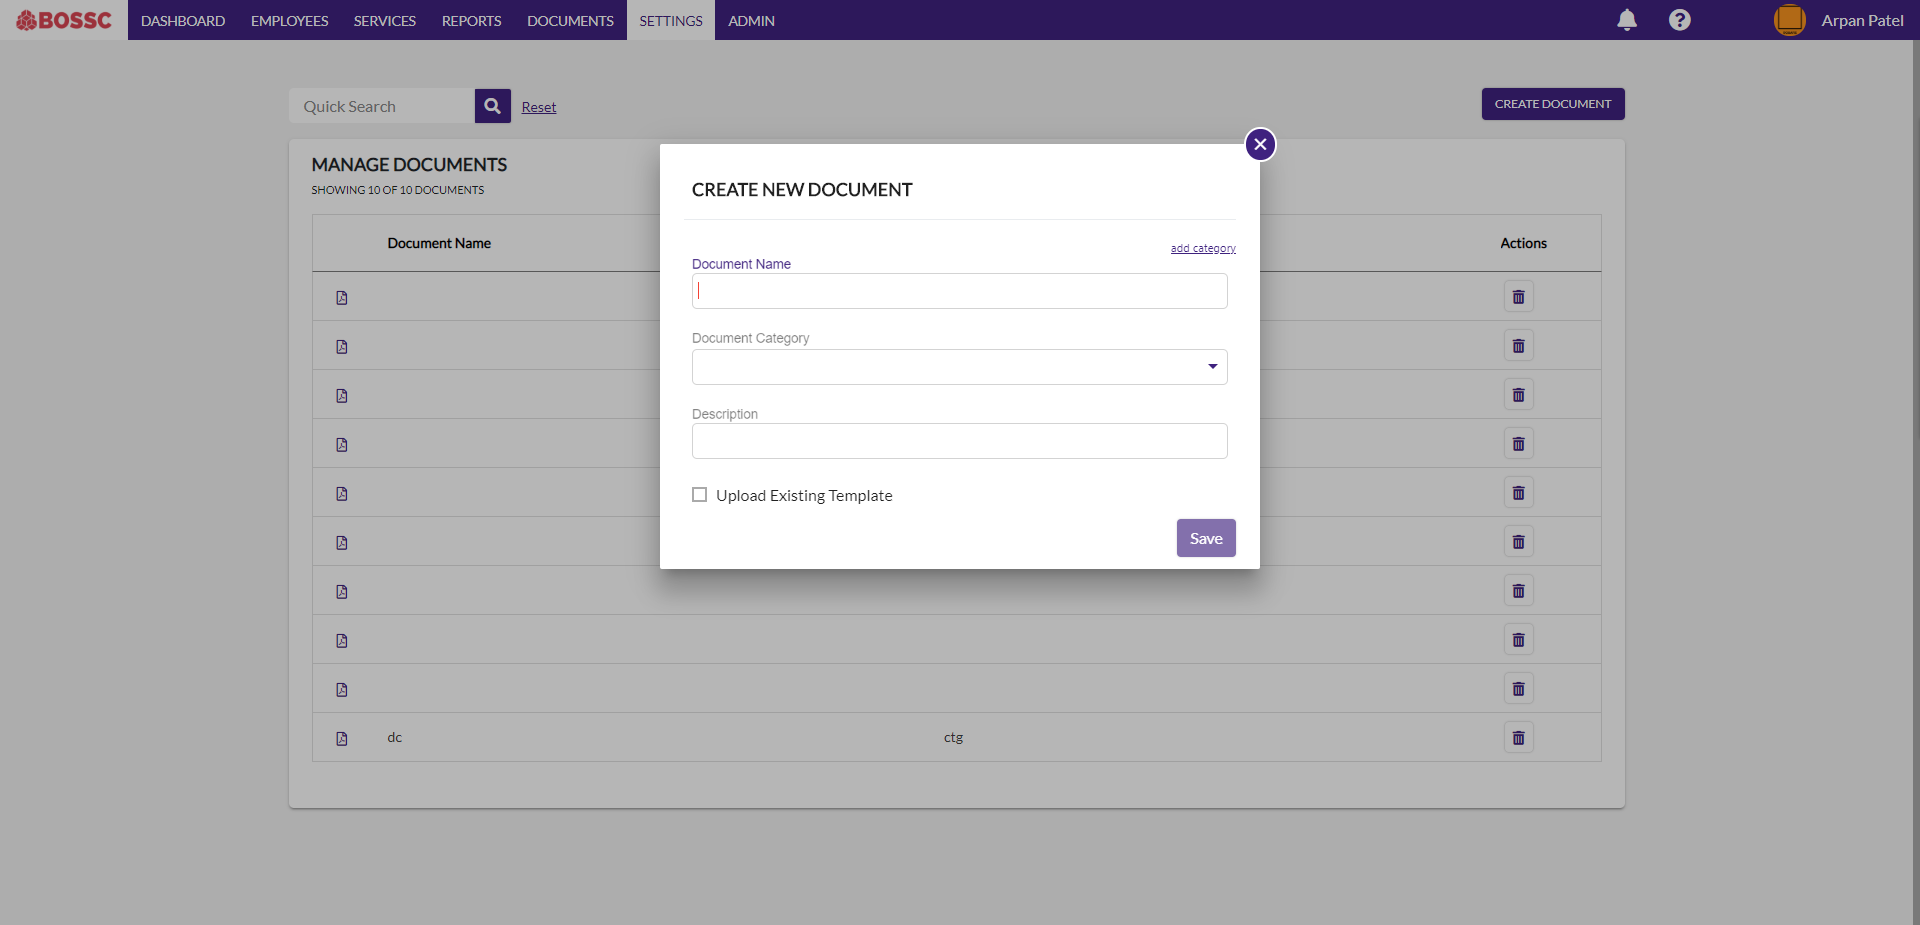 BOSSC
DASHBOARD EMPLOYEES SERVICES REPORTS DOCUMENTS SETTINGS ADMIN
? Arpan Patel
Quick Search Reset CREATE DOCUMENT
MANAGE DOCUMENTS
SHOWING 10 OF 10 DOCUMENTS
Document Name Actions
CREATE NEW DOCUMENT
add category
Document Name
Document Category
Description
Upload Existing Template
Save
dc ctg